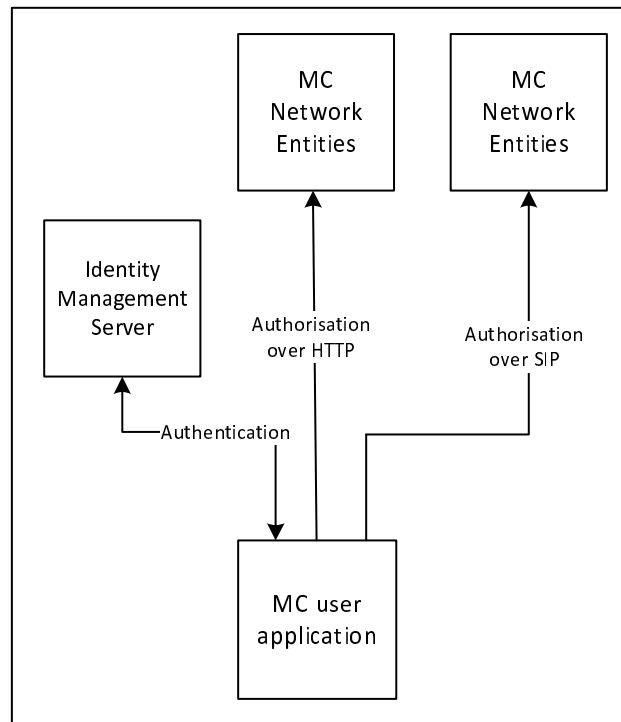 MC
Network
Entities
MC
Network
Entities
Identity
Management
Server
Authorisation
over HTTP
Authorisation
over SIP
Authentication
MC user
application